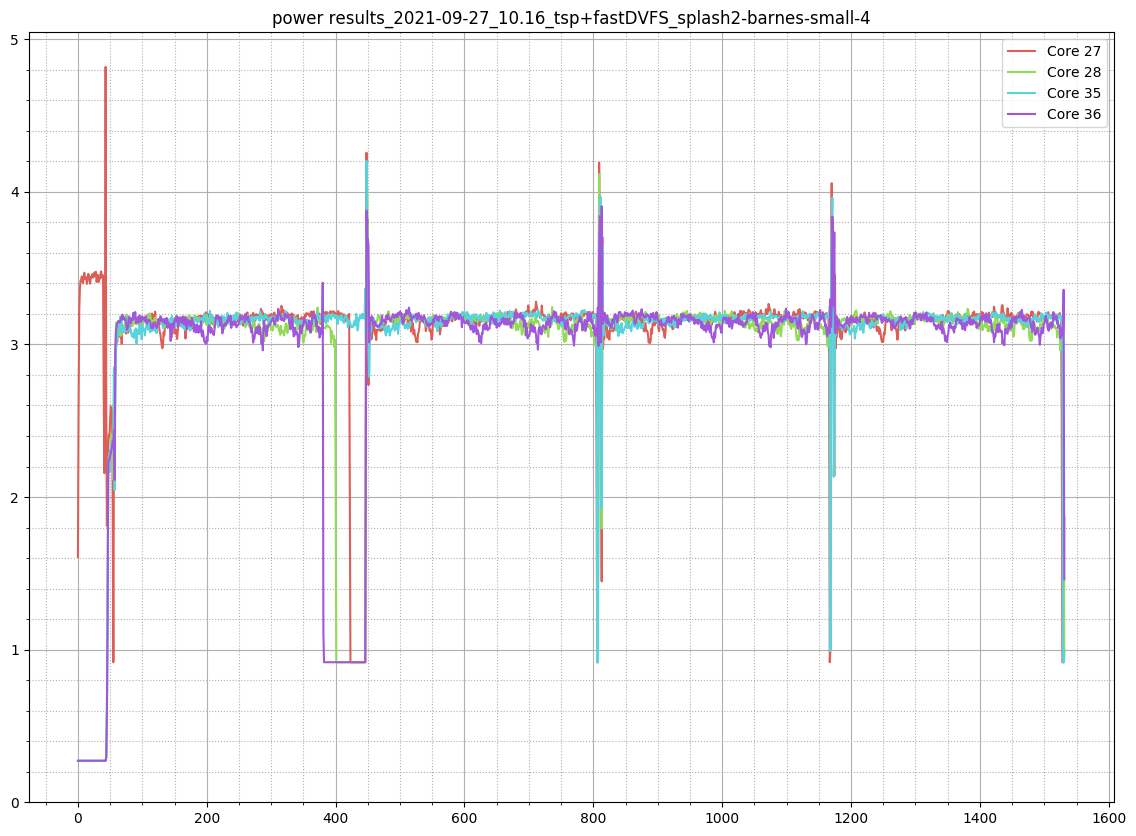 power results_2021-09-27_10.16_tsp+fastDVFS_splash2-barnes-small-4
Core 27
Core 28
Core 35
Core 36
5
4
3
2
1
0
0 200 400 600 800 1000 1200 1400 1600